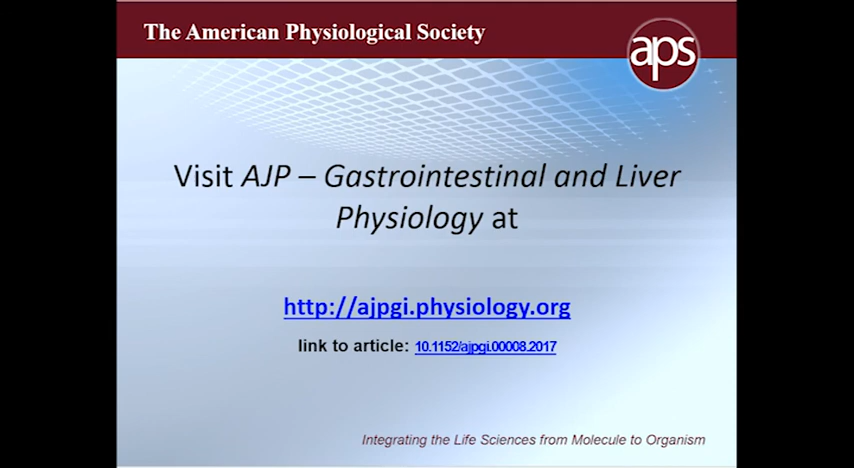 The American Physiological Society
aps
Visit AJP – Gastrointestinal and Liver
Physiology at
http://ajpgi.physiology.org
link to article: 10.1152/ajpgi.00008.2017
Integrating the Life Sciences from Molecule to Organism